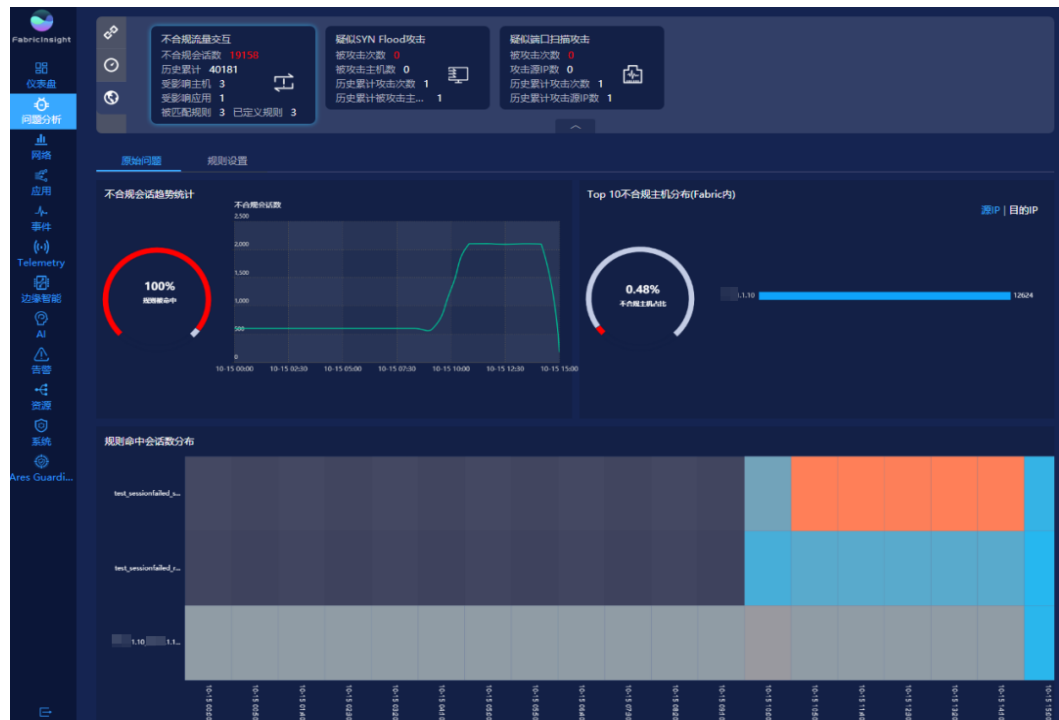 FabricInsight
仪表盘
问题分析
网络
应用
事件
Telemetry
边缘智能
AI
告警
资源
系统
Ares Guardi...
不合规流量交互
不合规会话数 19158
历史累计 40181
受影响主机 3
受影响应用 1
被匹配规则 3 已定义规则 3
疑似SYN Flood攻击
被攻击次数 0
被攻击主机数 0
历史累计攻击次数 1
历史累计被攻击主... 1
疑似端口扫描攻击
被攻击次数 0
攻击源IP数 0
历史累计攻击次数 1
历史累计攻击源IP数 1
原始问题 规则设置
不合规会话趋势统计
不合规会话数
2,500
2,000
1,500
1,000
500
0
100%
规则被命中
10-15 00:00 10-15 02:30 10-15 05:00 10-15 07:30 10-15 10:00 10-15 12:30 10-15 15:00
Top 10不合规主机分布(Fabric内)
源IP | 目的IP
0.48%
不合规主机占比
.1.10
12624
规则命中会话数分布
test_sessionfailed_s...
test_sessionfailed_r...
1.10 .1.1...